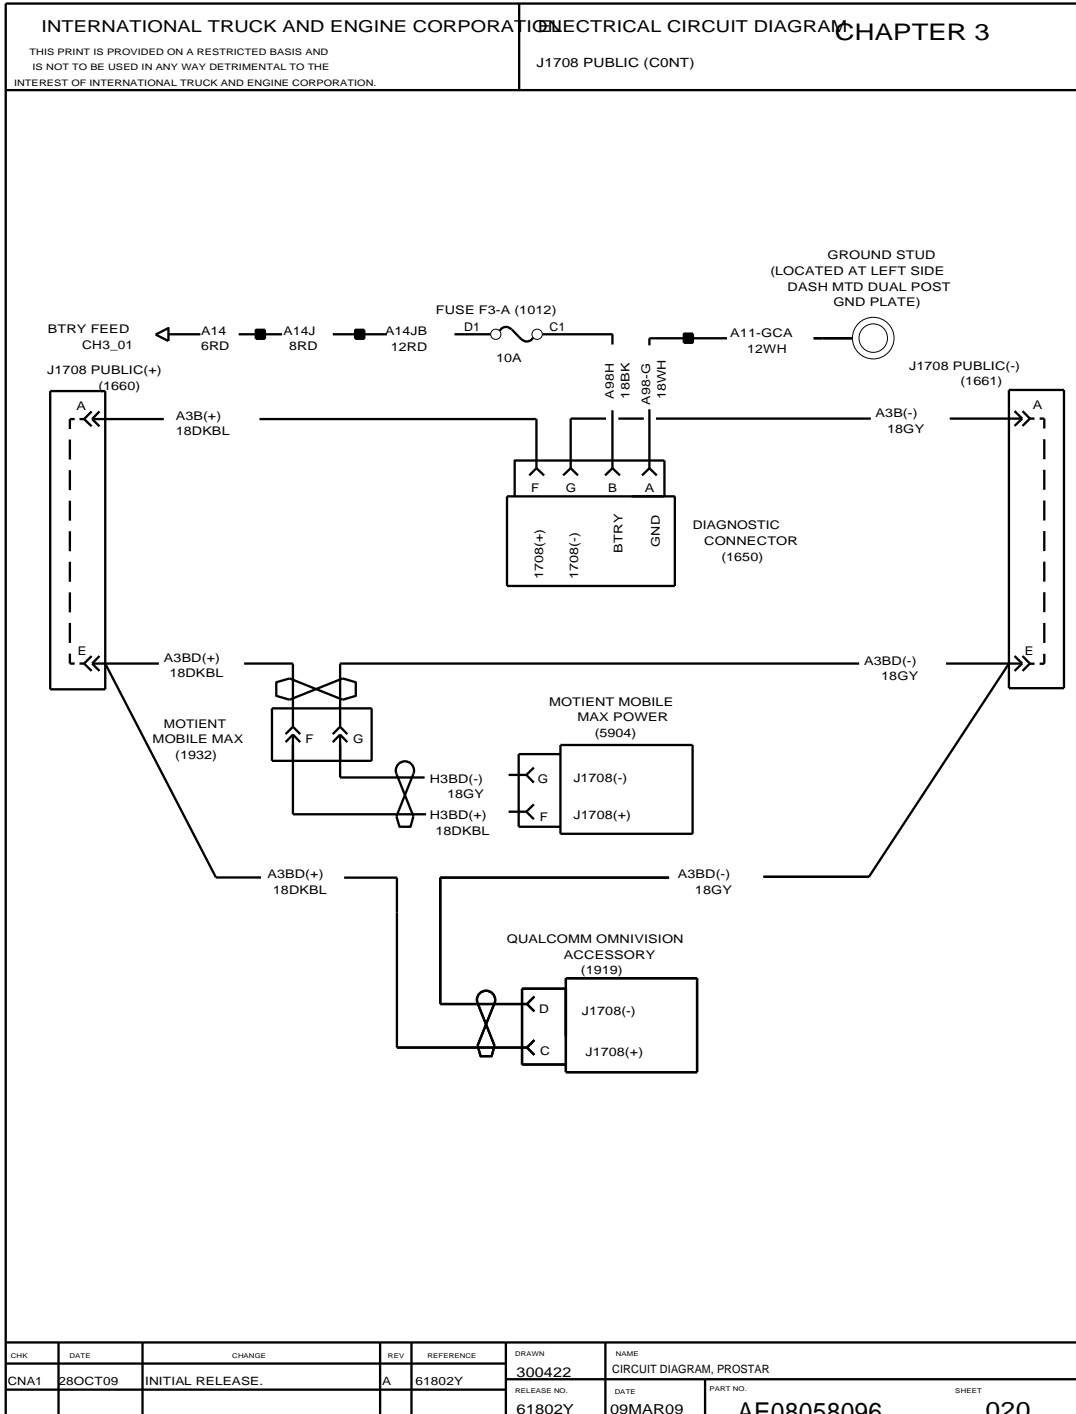 INTERNATIONAL TRUCK AND ENGINE CORPORATION
ELECTRICAL CIRCUIT DIAGRAM
CHAPTER 3
THIS PRINT IS PROVIDED ON A RESTRICTED BASIS AND
IS NOT TO BE USED IN ANY WAY DETRIMENTAL TO THE
INTEREST OF INTERNATIONAL TRUCK AND ENGINE CORPORATION.
J1708 PUBLIC (C0NT)
GROUND STUD
(LOCATED AT LEFT SIDE
DASH MTD DUAL POST
GND PLATE)
FUSE F3-A (1012)
BTRY FEED
CH3_01
A14
6RD
A14J
8RD
A14JB
12RD
D1
C1
10A
A11-GCA
12WH
J1708 PUBLIC(+)
(1660)
J1708 PUBLIC(-)
(1661)
A98H
18BK
A98-G
18WH
A
A3B(+)
18DKBL
A3B(-)
18GY
A
F
G
B
A
1708(+)
1708(-)
BTRY
GND
DIAGNOSTIC
CONNECTOR
(1650)
E
A3BD(+)
18DKBL
A3BD(-)
18GY
E
MOTIENT
MOBILE MAX
(1932)
F
G
MOTIENT MOBILE
MAX POWER
(5904)
H3BD(-)
18GY
G
J1708(-)
H3BD(+)
18DKBL
F
J1708(+)
A3BD(+)
18DKBL
A3BD(-)
18GY
QUALCOMM OMNIVISION
ACCESSORY
(1919)
D
J1708(-)
C
J1708(+)
CHK
DATE
CHANGE
REV
REFERENCE
DRAWN
NAME
CNA1
28OCT09
INITIAL RELEASE.
A
61802Y
300422
CIRCUIT DIAGRAM, PROSTAR
RELEASE NO.
DATE
PART NO.
SHEET
61802Y
09MAR09
AE08058096
020